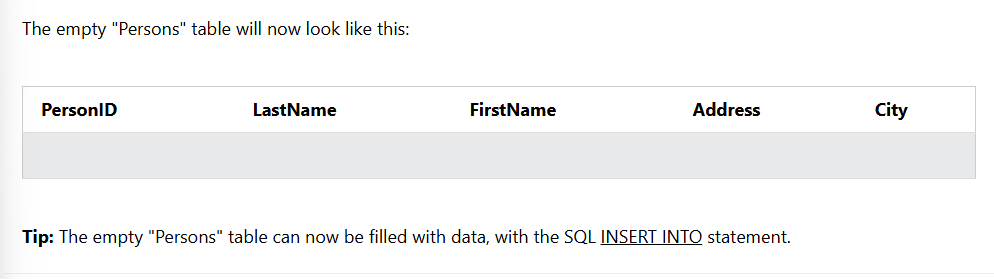 The empty "Persons" table will now look like this:
PersonID LastName FirstName Address City
Tip: The empty "Persons" table can now be filled with data, with the SQL INSERT INTO statement.